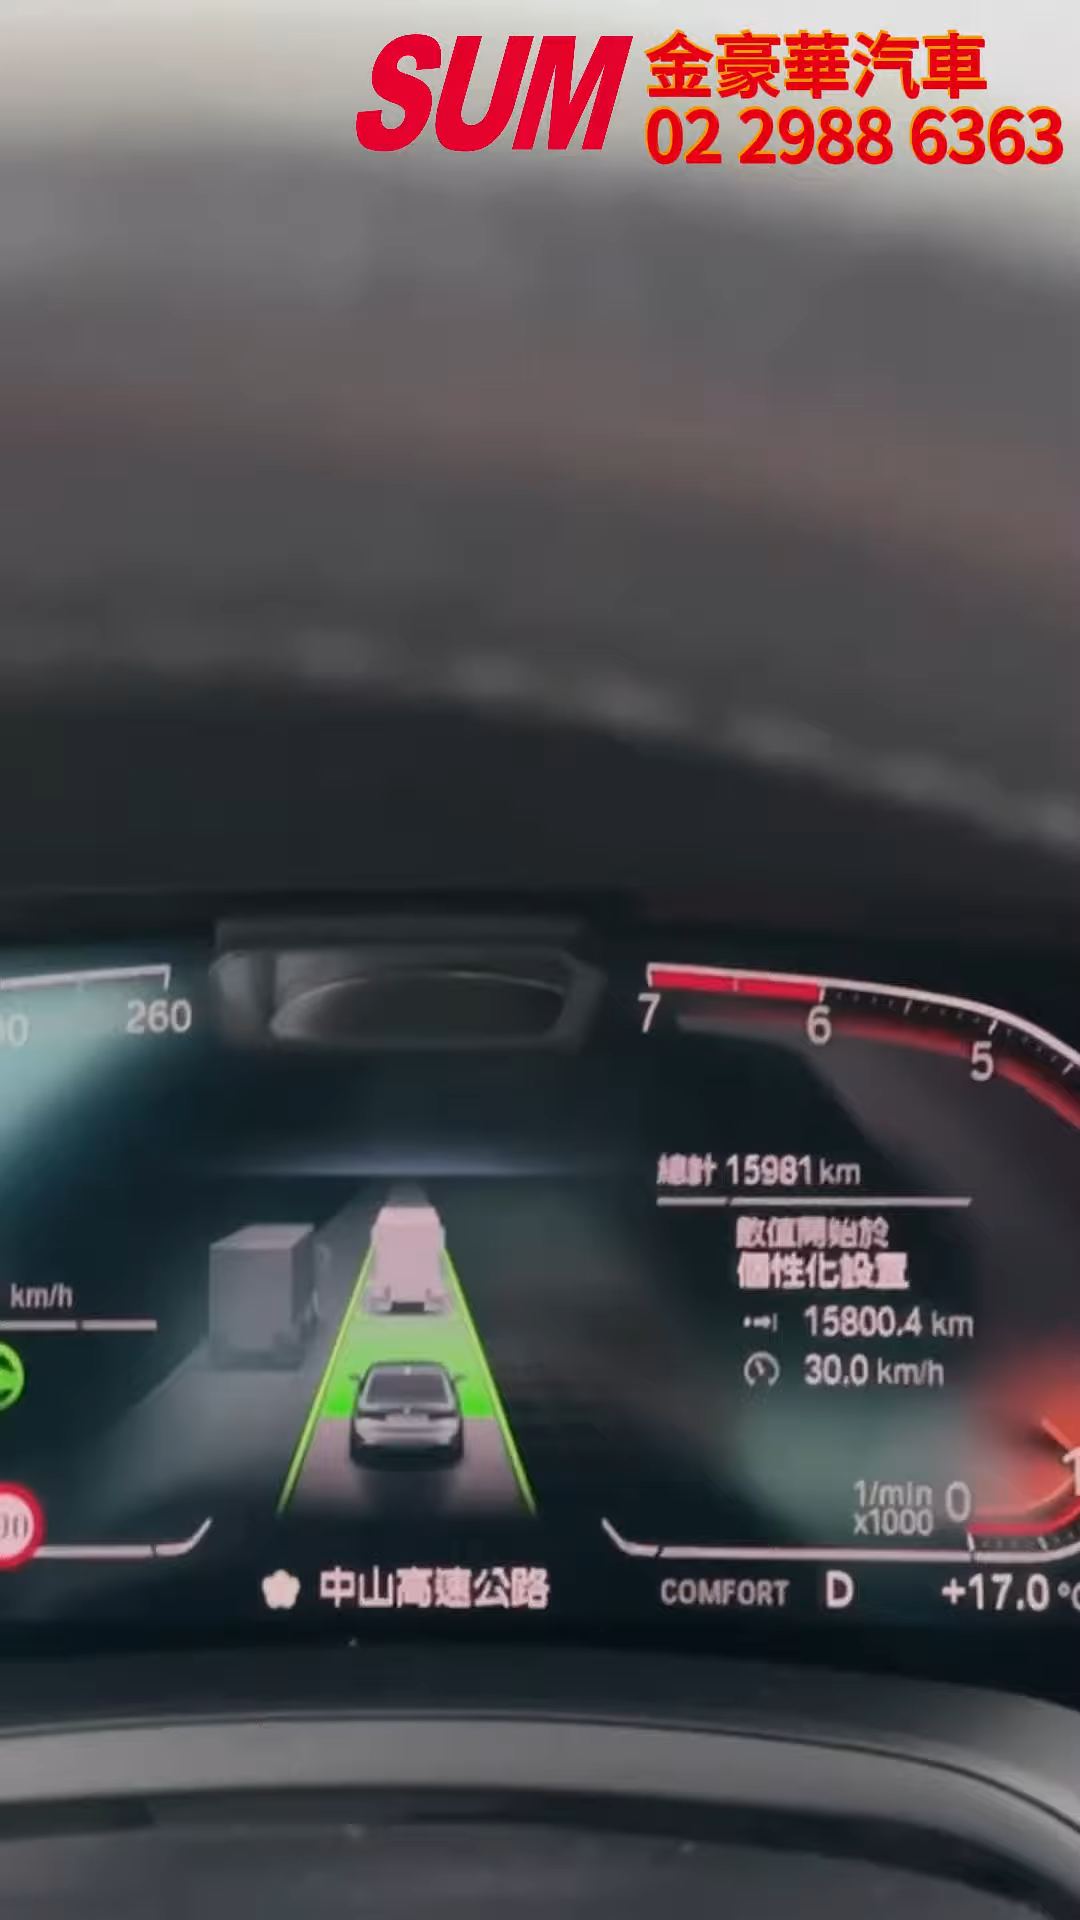 SUM 金豪華汽車
02 2988 6363
260
7
6
5
總計 15981 km
數值開始於
個性化設置
km/h
15800.4 km
30.0 km/h
1/min
x1000
0
中山高速公路
COMFORT D +17.0 °C